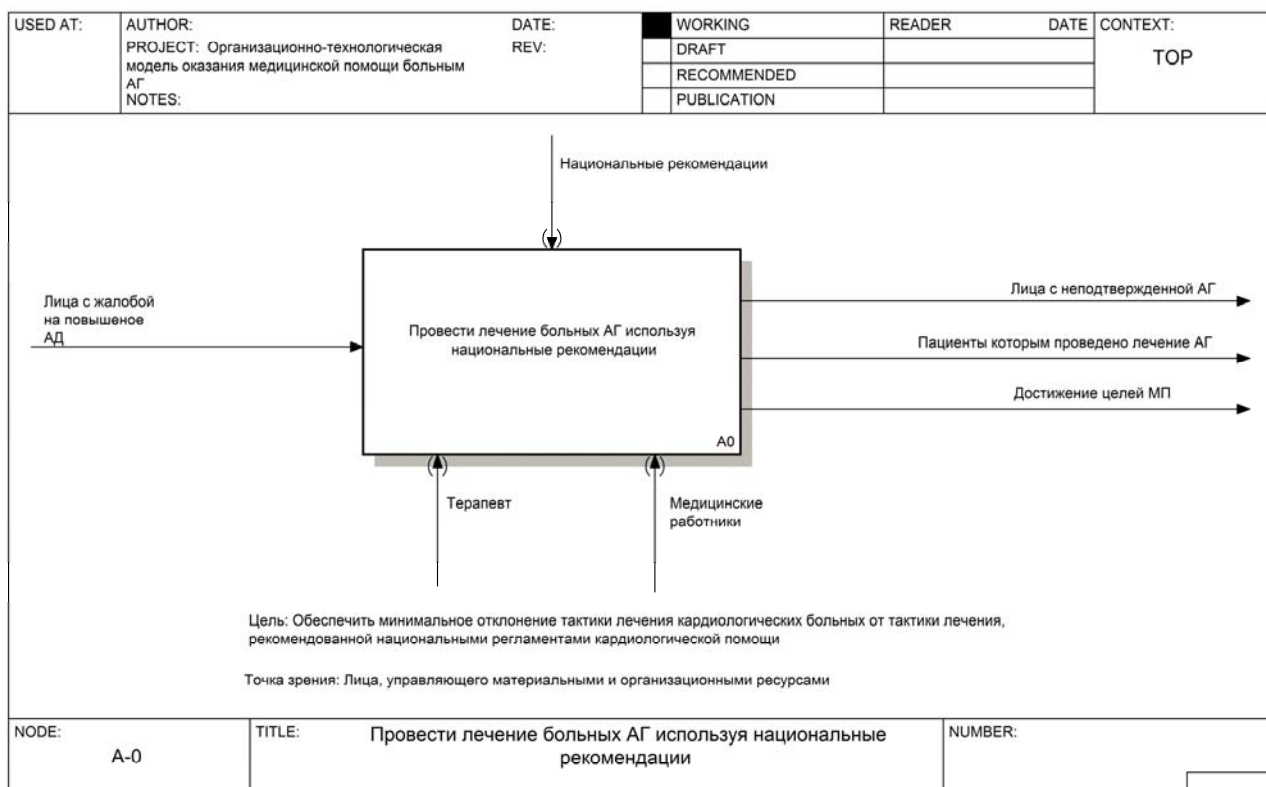 USED AT:
AUTHOR:
DATE:
PROJECT: Организационно-технологическая
REV:
модель оказания медицинской помощи больным
АГ
NOTES:
WORKING
DRAFT
RECOMMENDED
PUBLICATION
READER
DATE
CONTEXT:
TOP
Национальные рекомендации
Лица с жалобой
на повышеное
АД
Провести лечение больных АГ используя
национальные рекомендации
A0
Лица с неподтвержденной АГ
Пациенты которым проведено лечение АГ
Достижение целей МП
Терапевт
Медицинские
работники
Цель: Обеспечить минимальное отклонение тактики лечения кардиологических больных от тактики лечения,
рекомендованной национальными регламентами кардиологической помощи
Точка зрения: Лица, управляющего материальными и организационными ресурсами
NODE:
A-0
TITLE:
Провести лечение больных АГ используя национальные
рекомендации
NUMBER: